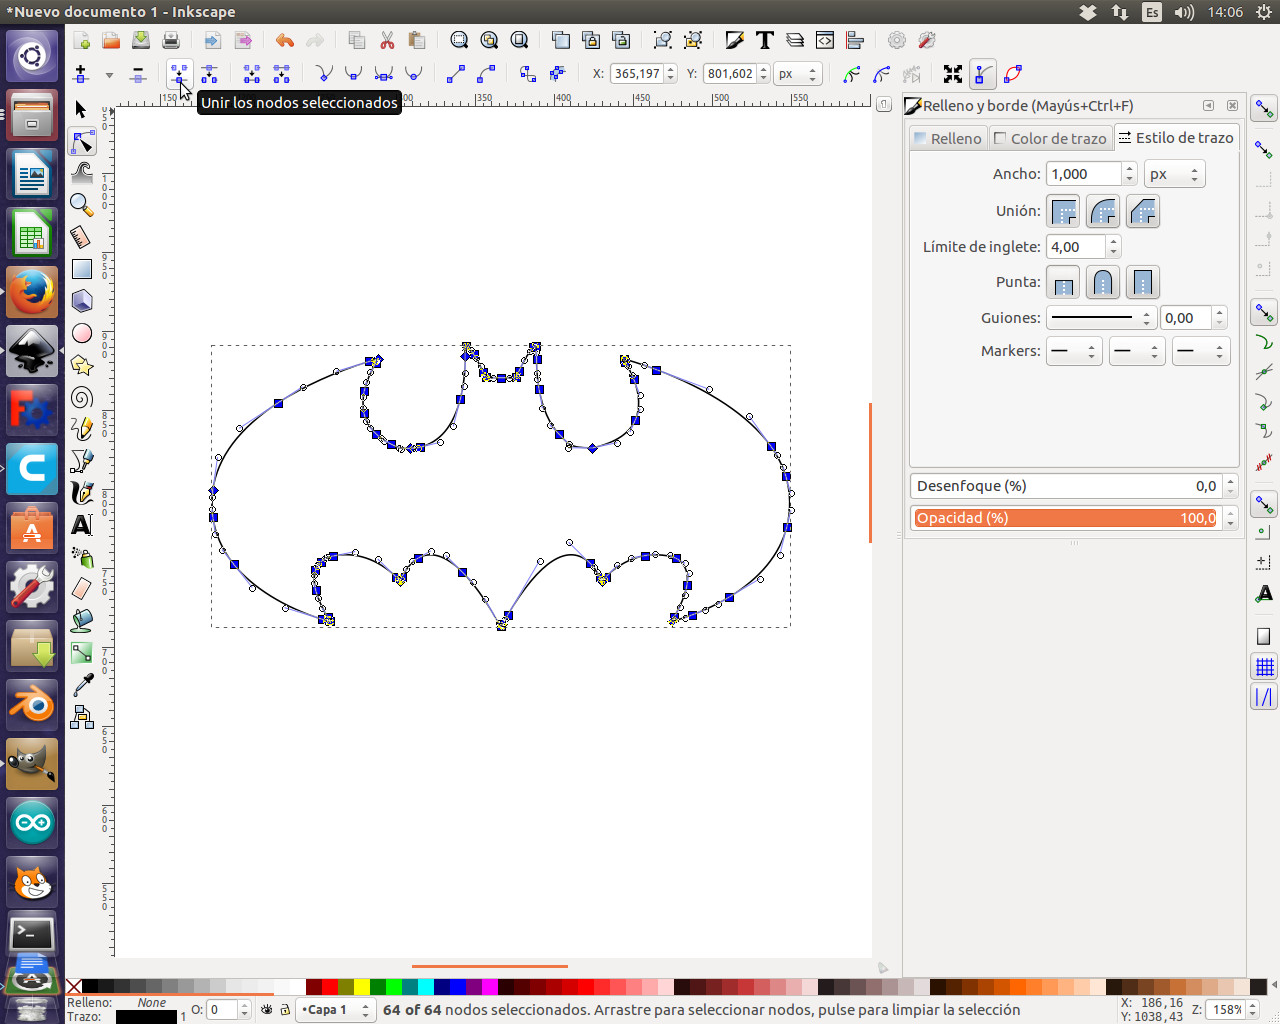 *Nuevo documento 1 - Inkscape
Es
14:06
X: 365,197
Y: 801,602
px
Unir los nodos seleccionados
Relleno y borde (Mayús+Ctrl+F)
Relleno
Color de trazo
Estilo de trazo
Ancho: 1,000 px
Unión:
Límite de inglete: 4,00
Punta:
Guiones: 0,00
Markers:
Desenfoque (%) 0,0
Opacidad (%) 100,0
150
350
400
450
500
550
Relleno: None
Trazo: 1
O: 0
•Capa 1
64 of 64 nodos seleccionados. Arrastre para seleccionar nodos, pulse para limpiar la selección
X: 186,16
Y: 1038,43
Z: 158%